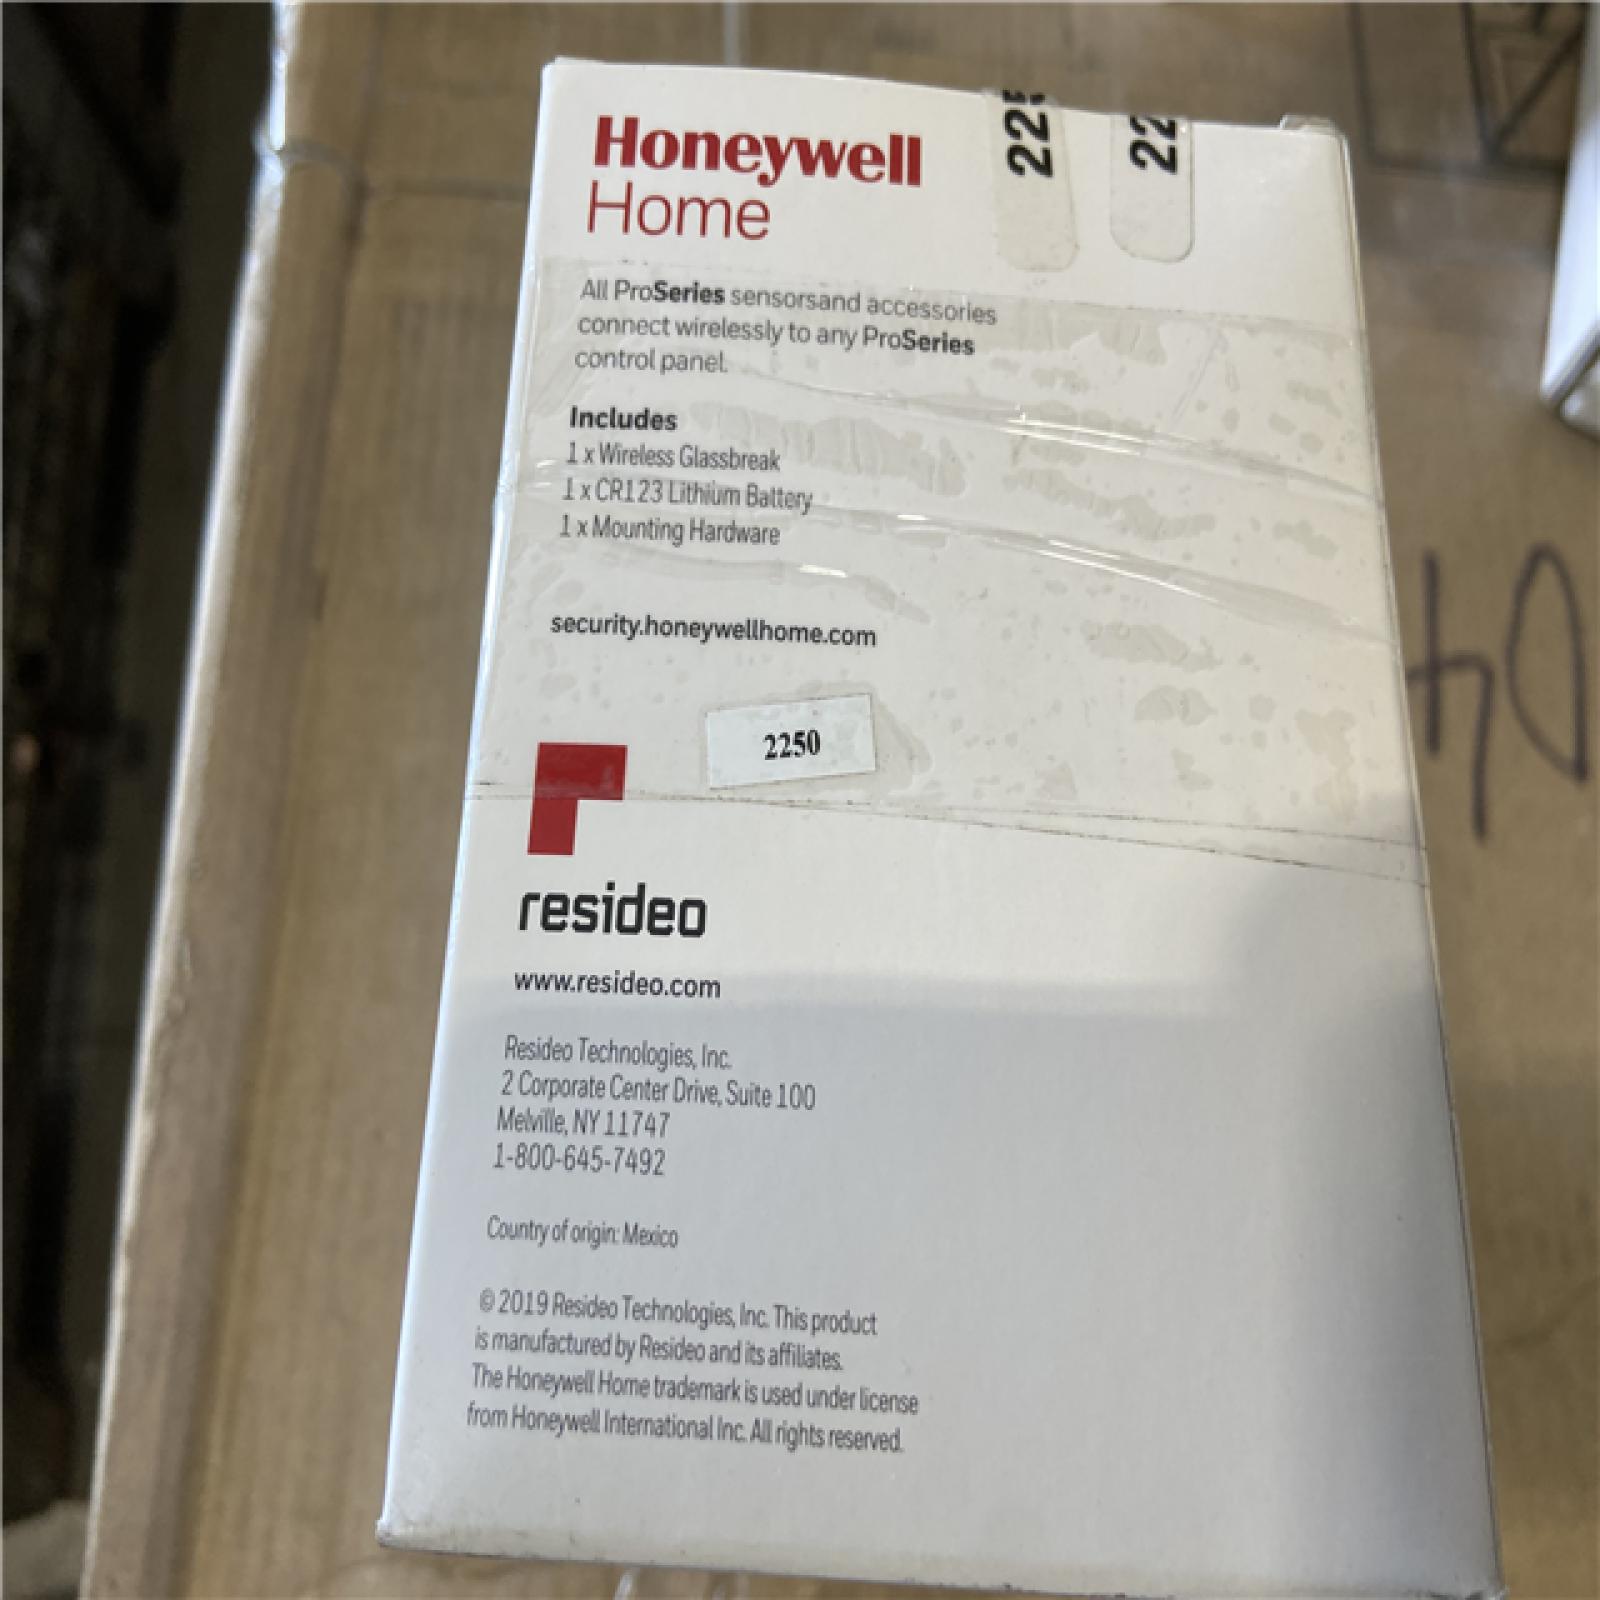 Honeywell
Home
225
22
All ProSeries sensorsand accessories
connect wirelessly to any ProSeries
control panel.
Includes
1 x Wireless Glassbreak
1 x CR123 Lithium Battery
1 x Mounting Hardware
security.honeywellhome.com
2250
resideo
www.resideo.com
Resideo Technologies, Inc.
2 Corporate Center Drive, Suite 100
Melville, NY 11747
1-800-645-7492
Country of origin: Mexico
© 2019 Resideo Technologies, Inc. This product
is manufactured by Resideo and its affiliates.
The Honeywell Home trademark is used under license
from Honeywell International Inc. All rights reserved.